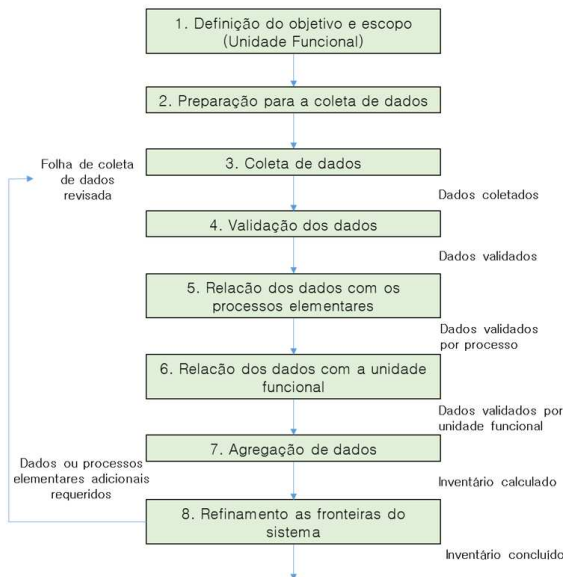 1. Definição do objetivo e escopo
(Unidade Funcional)
2. Preparação para a coleta de dados
Folha de coleta
de dados
revisada
3. Coleta de dados
Dados coletados
4. Validação dos dados
Dados validados
5. Relacão dos dados com os
processos elementares
Dados validados
por processo
6. Relacão dos dados com a unidade
funcional
Dados validados por
unidade funcional
7. Agregação de dados
Dados ou processos
elementares adicionais
requeridos
Inventário calculado
8. Refinamento as fronteiras do
sistema
Inventário concluído